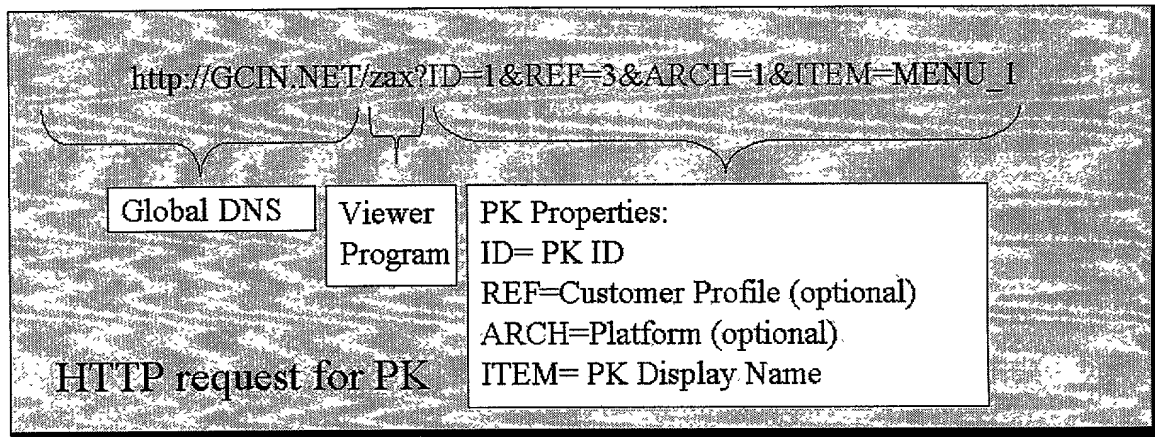 http://GCIN.NET/zax?ID=1&REF=3&ARCH=1&ITEM=MENU_1
Global DNS
Viewer
Program
PK Properties:
ID= PK ID
REF=Customer Profile (optional)
ARCH=Platform (optional)
ITEM= PK Display Name
HTTP request for PK